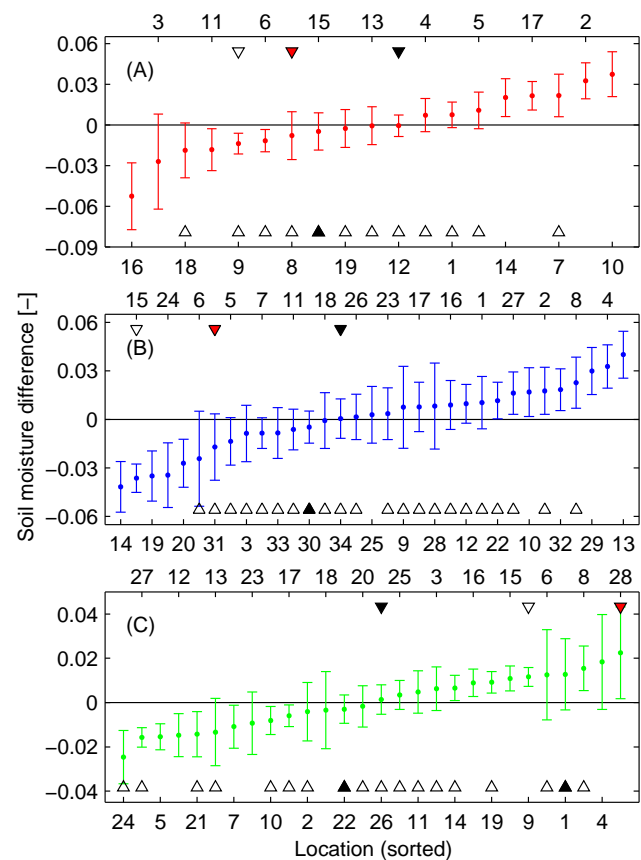 3 11 6 15 13 4 5 17 2
0.06
(A)
0.03
0
−0.03
−0.06
−0.09
16 18 9 8 19 12 1 14 7 10
15 24 6 5 7 11 18 26 23 17 16 1 27 2 8 4
0.06
(B)
0.03
0
−0.03
−0.06
14 19 20 31 3 33 30 34 25 9 28 12 22 10 32 29 13
27 12 13 23 17 18 20 25 3 16 15 6 8 28
0.04
(C)
0.02
0
−0.02
−0.04
24 5 21 7 10 2 22 26 11 14 19 9 1 4
Soil moisture difference [−]
Location (sorted)